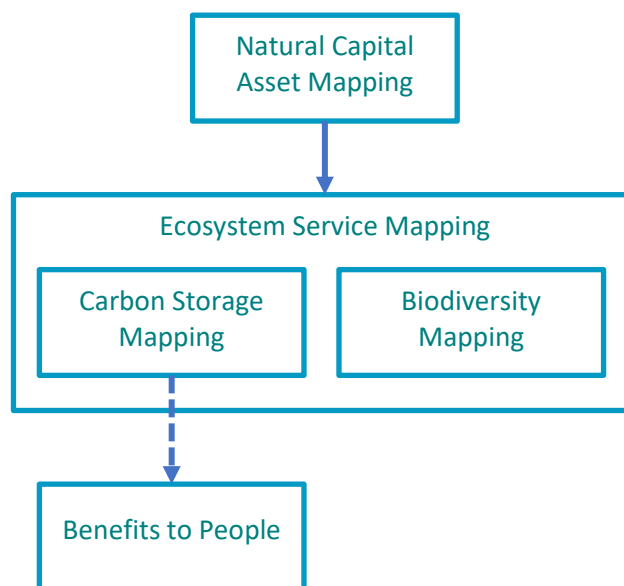 Natural Capital
Asset Mapping
Ecosystem Service Mapping
Carbon Storage
Mapping
Biodiversity
Mapping
Benefits to People